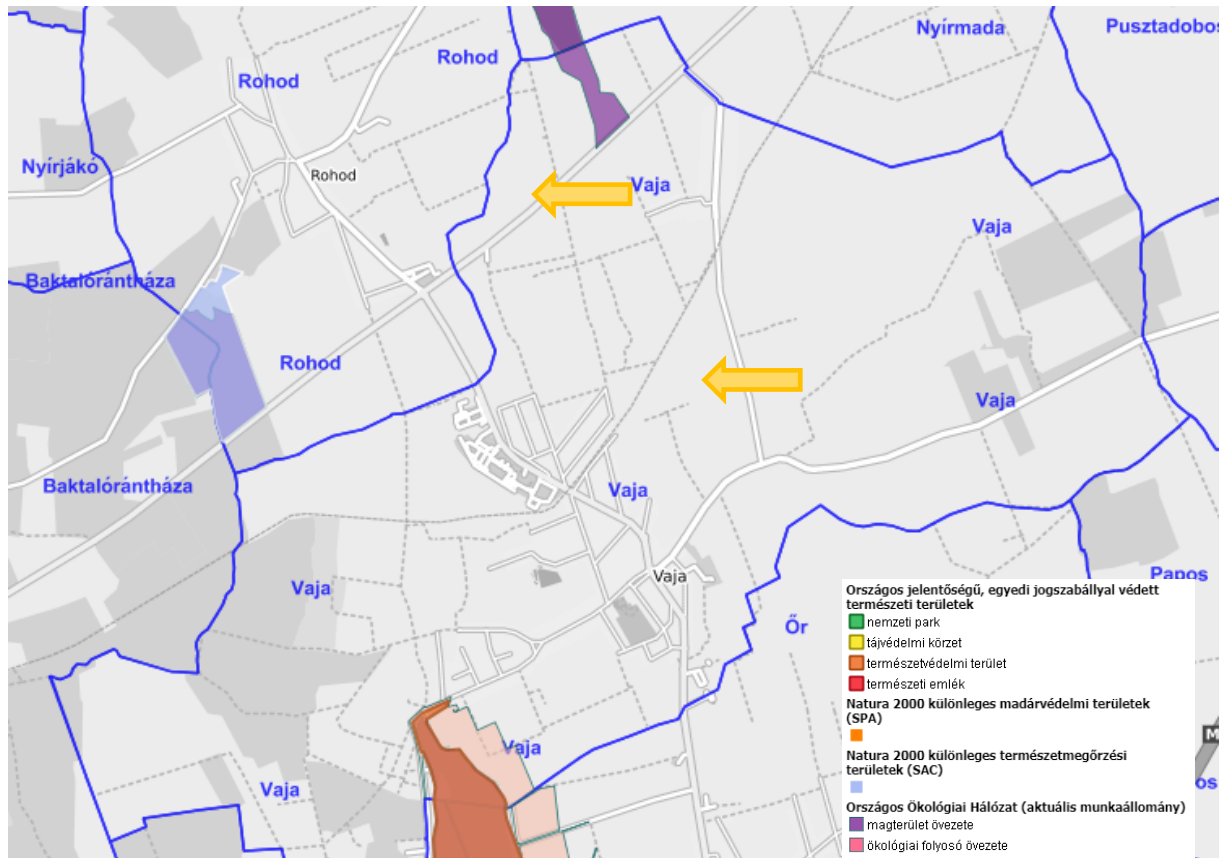 Nyírmada
Pusztadobos
Rohod
Rohod
Nyírjákó
Rohod
Vaja
Vaja
Baktalórántháza
Rohod
Vaja
Baktalórántháza
Vaja
Vaja
Vaja
Papos
Őr
Vaja
Vaja
M
os
Országos jelentőségű, egyedi jogszabállyal védett
természeti területek
nemzeti park
tájvédelmi körzet
természetvédelmi terület
természeti emlék
Natura 2000 különleges madárvédelmi területek
(SPA)
Natura 2000 különleges természetmegőrzési
területek (SAC)
Országos Ökológiai Hálózat (aktuális munkaállomány)
magterület övezete
ökológiai folyosó övezete